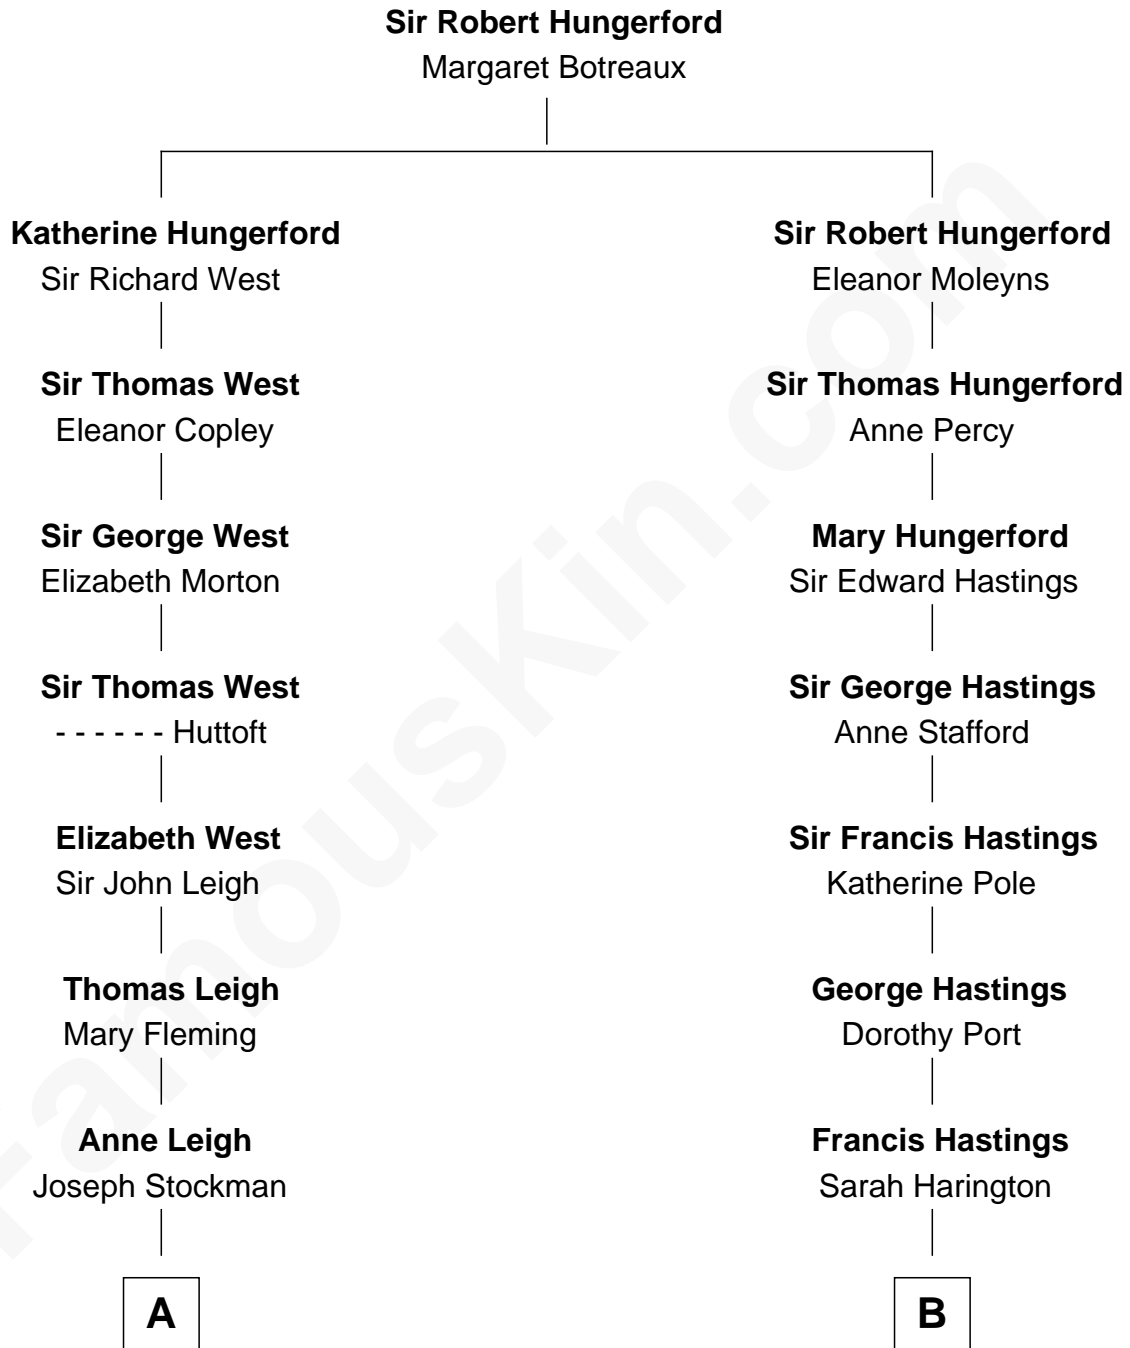 Sir Robert Hungerford
Margaret Botreaux
Katherine Hungerford
Sir Richard West
Sir Robert Hungerford
Eleanor Moleyns
Sir Thomas West
Eleanor Copley
Sir Thomas Hungerford
Anne Percy
Sir George West
Elizabeth Morton
Mary Hungerford
Sir Edward Hastings
Sir Thomas West
- - - - - - Huttoft
Sir George Hastings
Anne Stafford
Elizabeth West
Sir John Leigh
Sir Francis Hastings
Katherine Pole
Thomas Leigh
Mary Fleming
George Hastings
Dorothy Port
Anne Leigh
Joseph Stockman
Francis Hastings
Sarah Harington
A
B
FamousKin.com